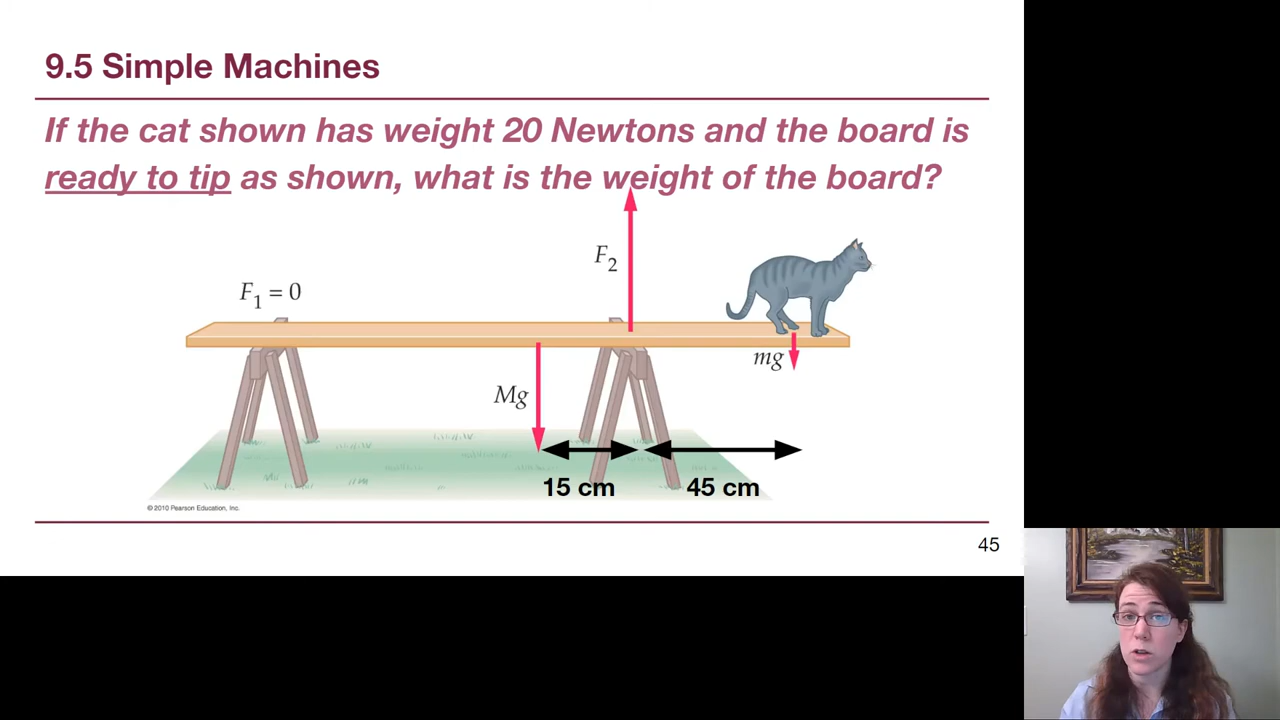 9.5 Simple Machines
If the cat shown has weight 20 Newtons and the board is
ready to tip as shown, what is the weight of the board?
F2
F1 = 0
mg
Mg
15 cm
45 cm
© 2010 Pearson Education, Inc.
45